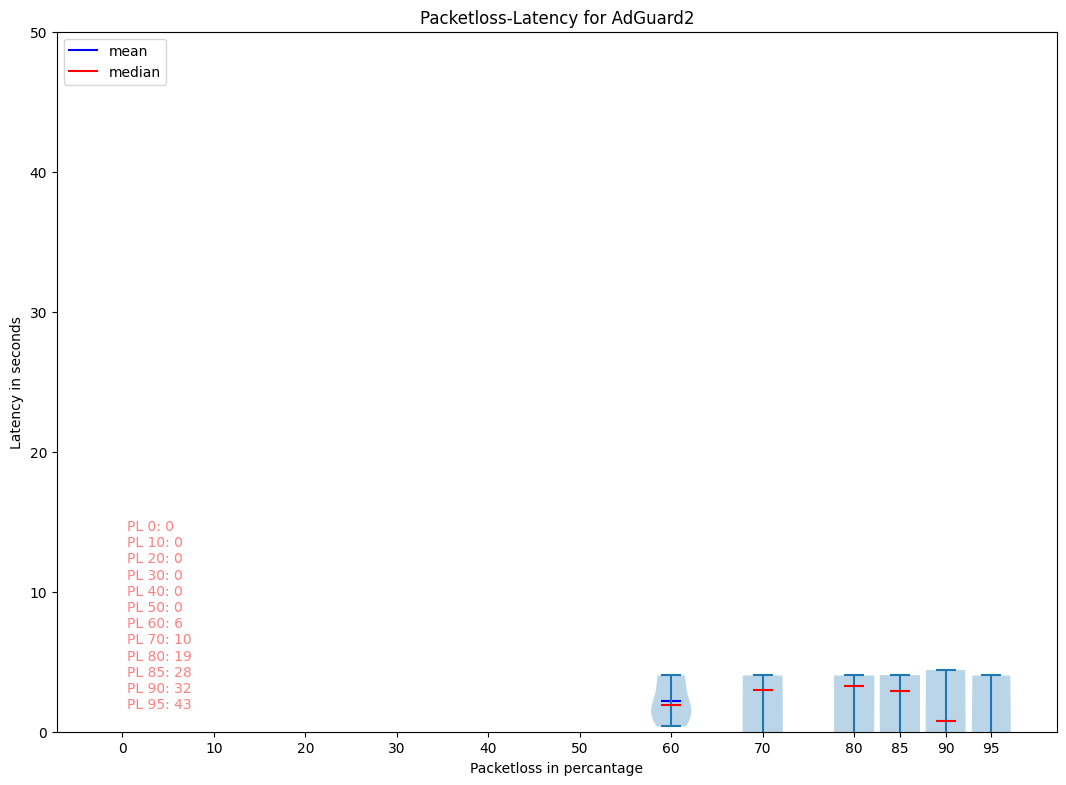 Packetloss-Latency for AdGuard2
mean
median
50
40
30
20
10
0
Latency in seconds
PL 0: 0
PL 10: 0
PL 20: 0
PL 30: 0
PL 40: 0
PL 50: 0
PL 60: 6
PL 70: 10
PL 80: 19
PL 85: 28
PL 90: 32
PL 95: 43
0 10 20 30 40 50 60 70 80 85 90 95
Packetloss in percantage